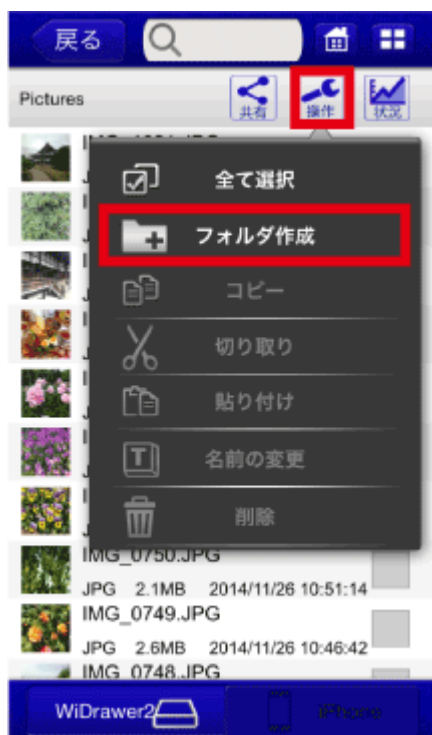 戻る
Pictures
共有
操作
状況
全て選択
フォルダ作成
コピー
切り取り
貼り付け
名前の変更
削除
IMG_0750.JPG
JPG 2.1MB 2014/11/26 10:51:14
IMG_0749.JPG
JPG 2.6MB 2014/11/26 10:46:42
IMG_0748.JPG
WiDrawer2
iPhone